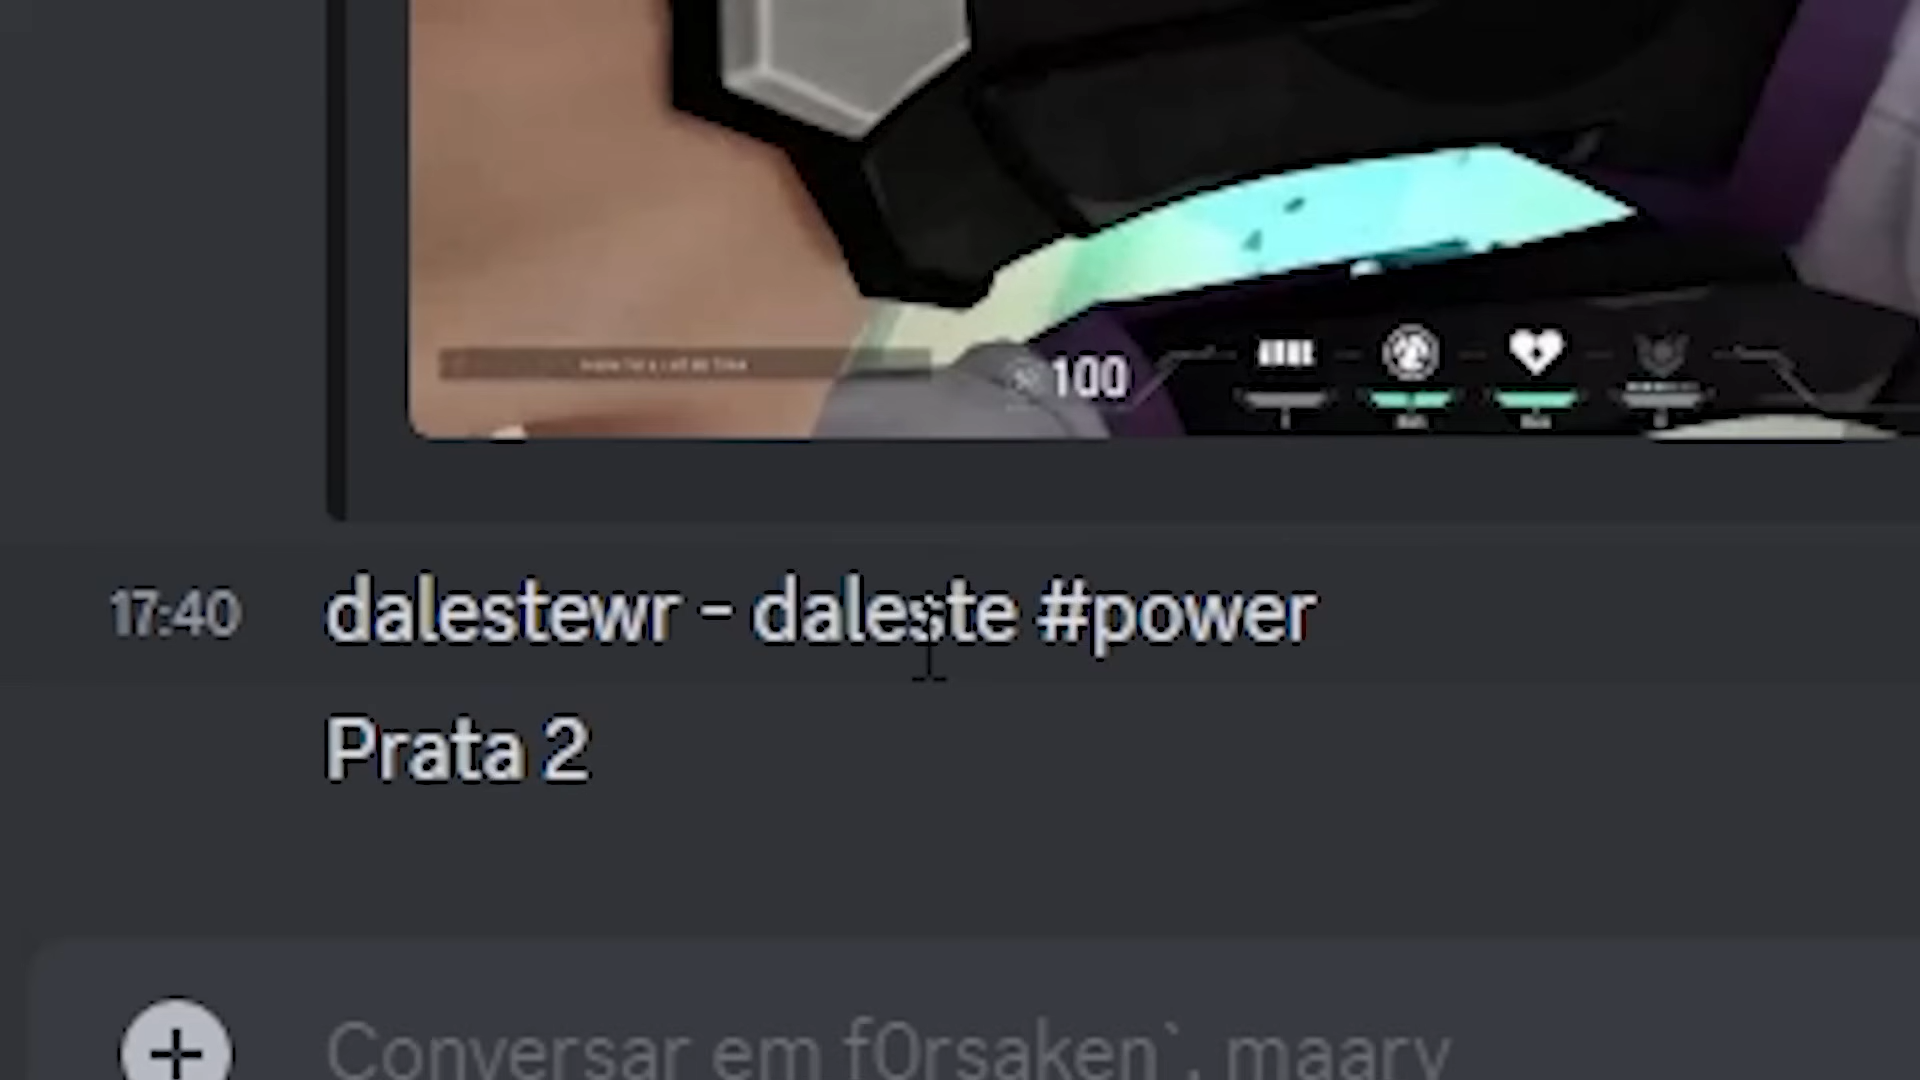 100
17:40 dalestewr - daleste #power
Prata 2
Conversar em f0rsaken`, maary